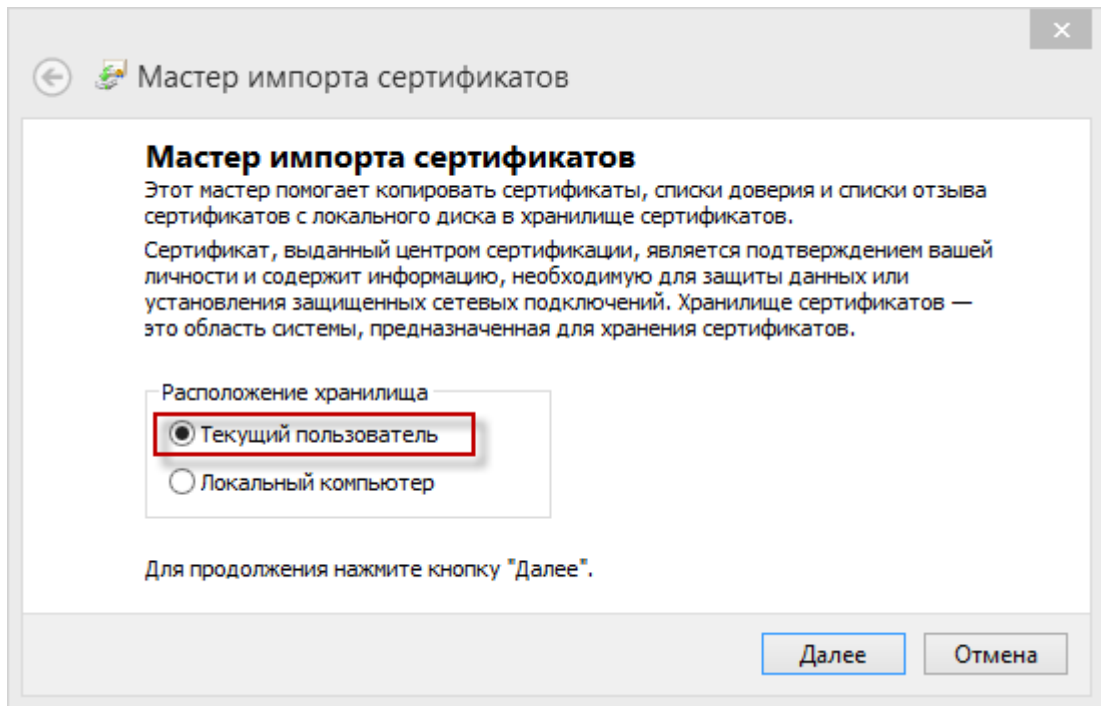 Мастер импорта сертификатов
Мастер импорта сертификатов
Этот мастер помогает копировать сертификаты, списки доверия и списки отзыва
сертификатов с локального диска в хранилище сертификатов.
Сертификат, выданный центром сертификации, является подтверждением вашей
личности и содержит информацию, необходимую для защиты данных или
установления защищенных сетевых подключений. Хранилище сертификатов —
это область системы, предназначенная для хранения сертификатов.
Расположение хранилища
Текущий пользователь
Локальный компьютер
Для продолжения нажмите кнопку "Далее".
Далее Отмена